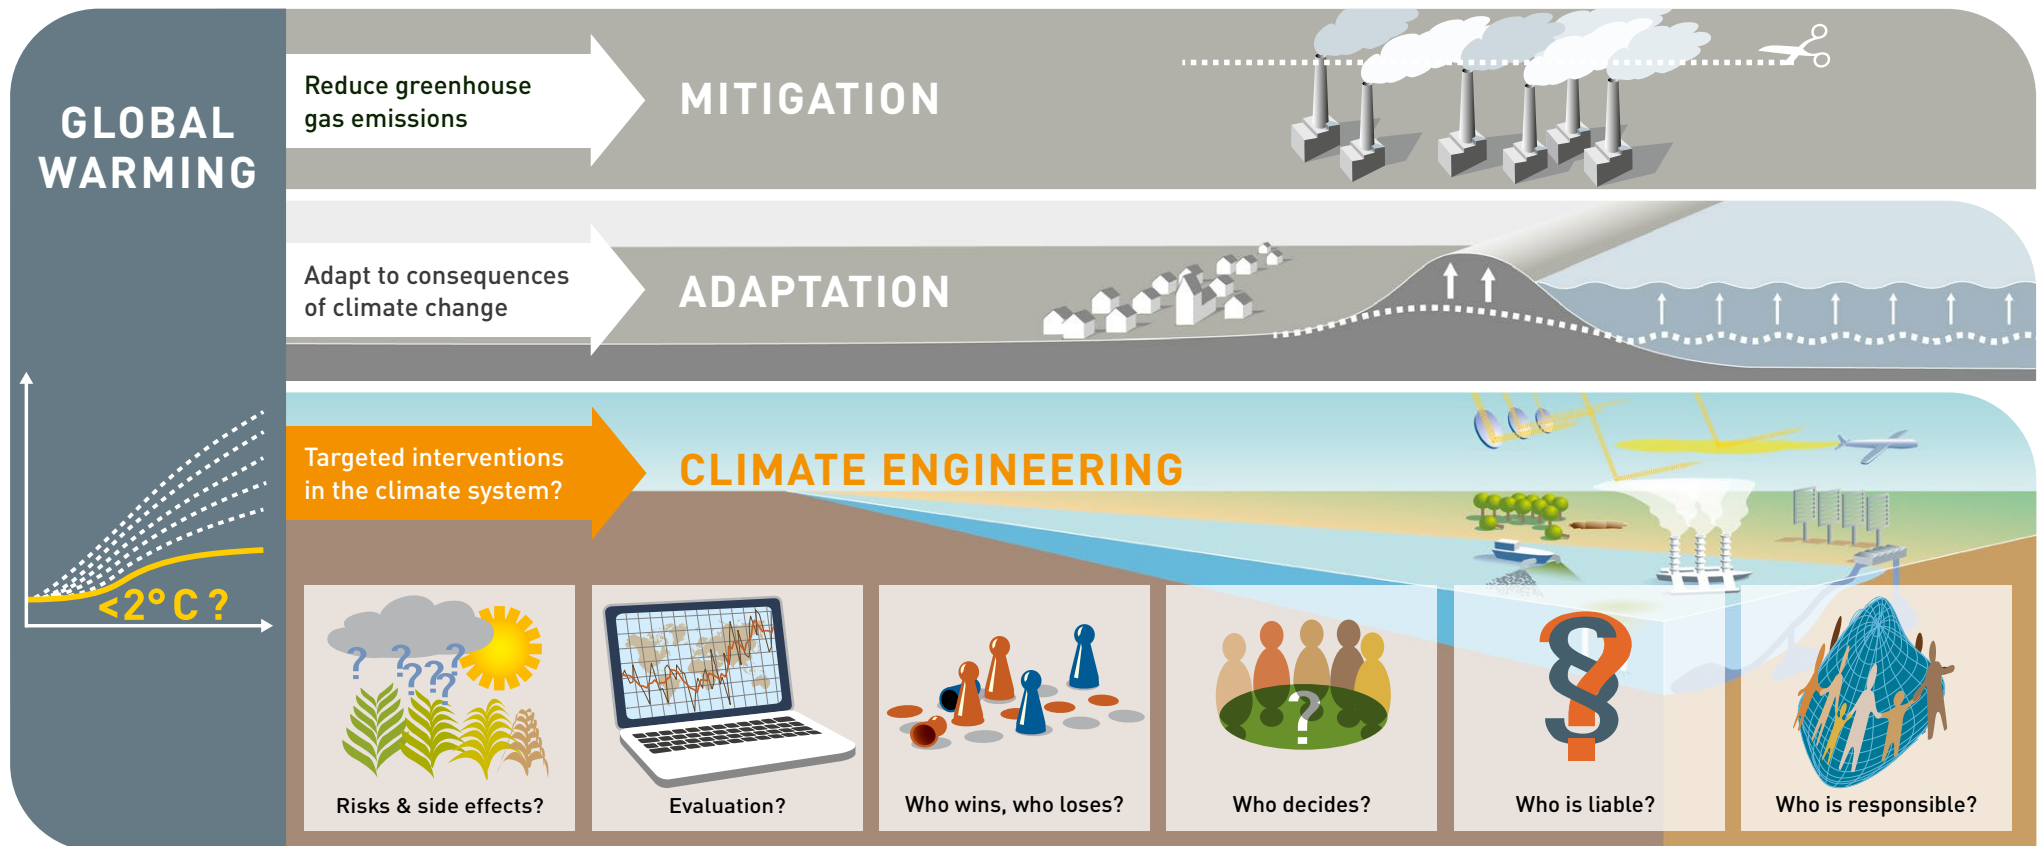 GLOBAL
WARMING
<2° C ?
Reduce greenhouse
gas emissions
MITIGATION
Adapt to consequences
of climate change
ADAPTATION
Targeted interventions
in the climate system?
CLIMATE ENGINEERING
? ? ? ? ?
Risks & side effects?
Evaluation?
Who wins, who loses?
?
Who decides?
§?
Who is liable?
Who is responsible?